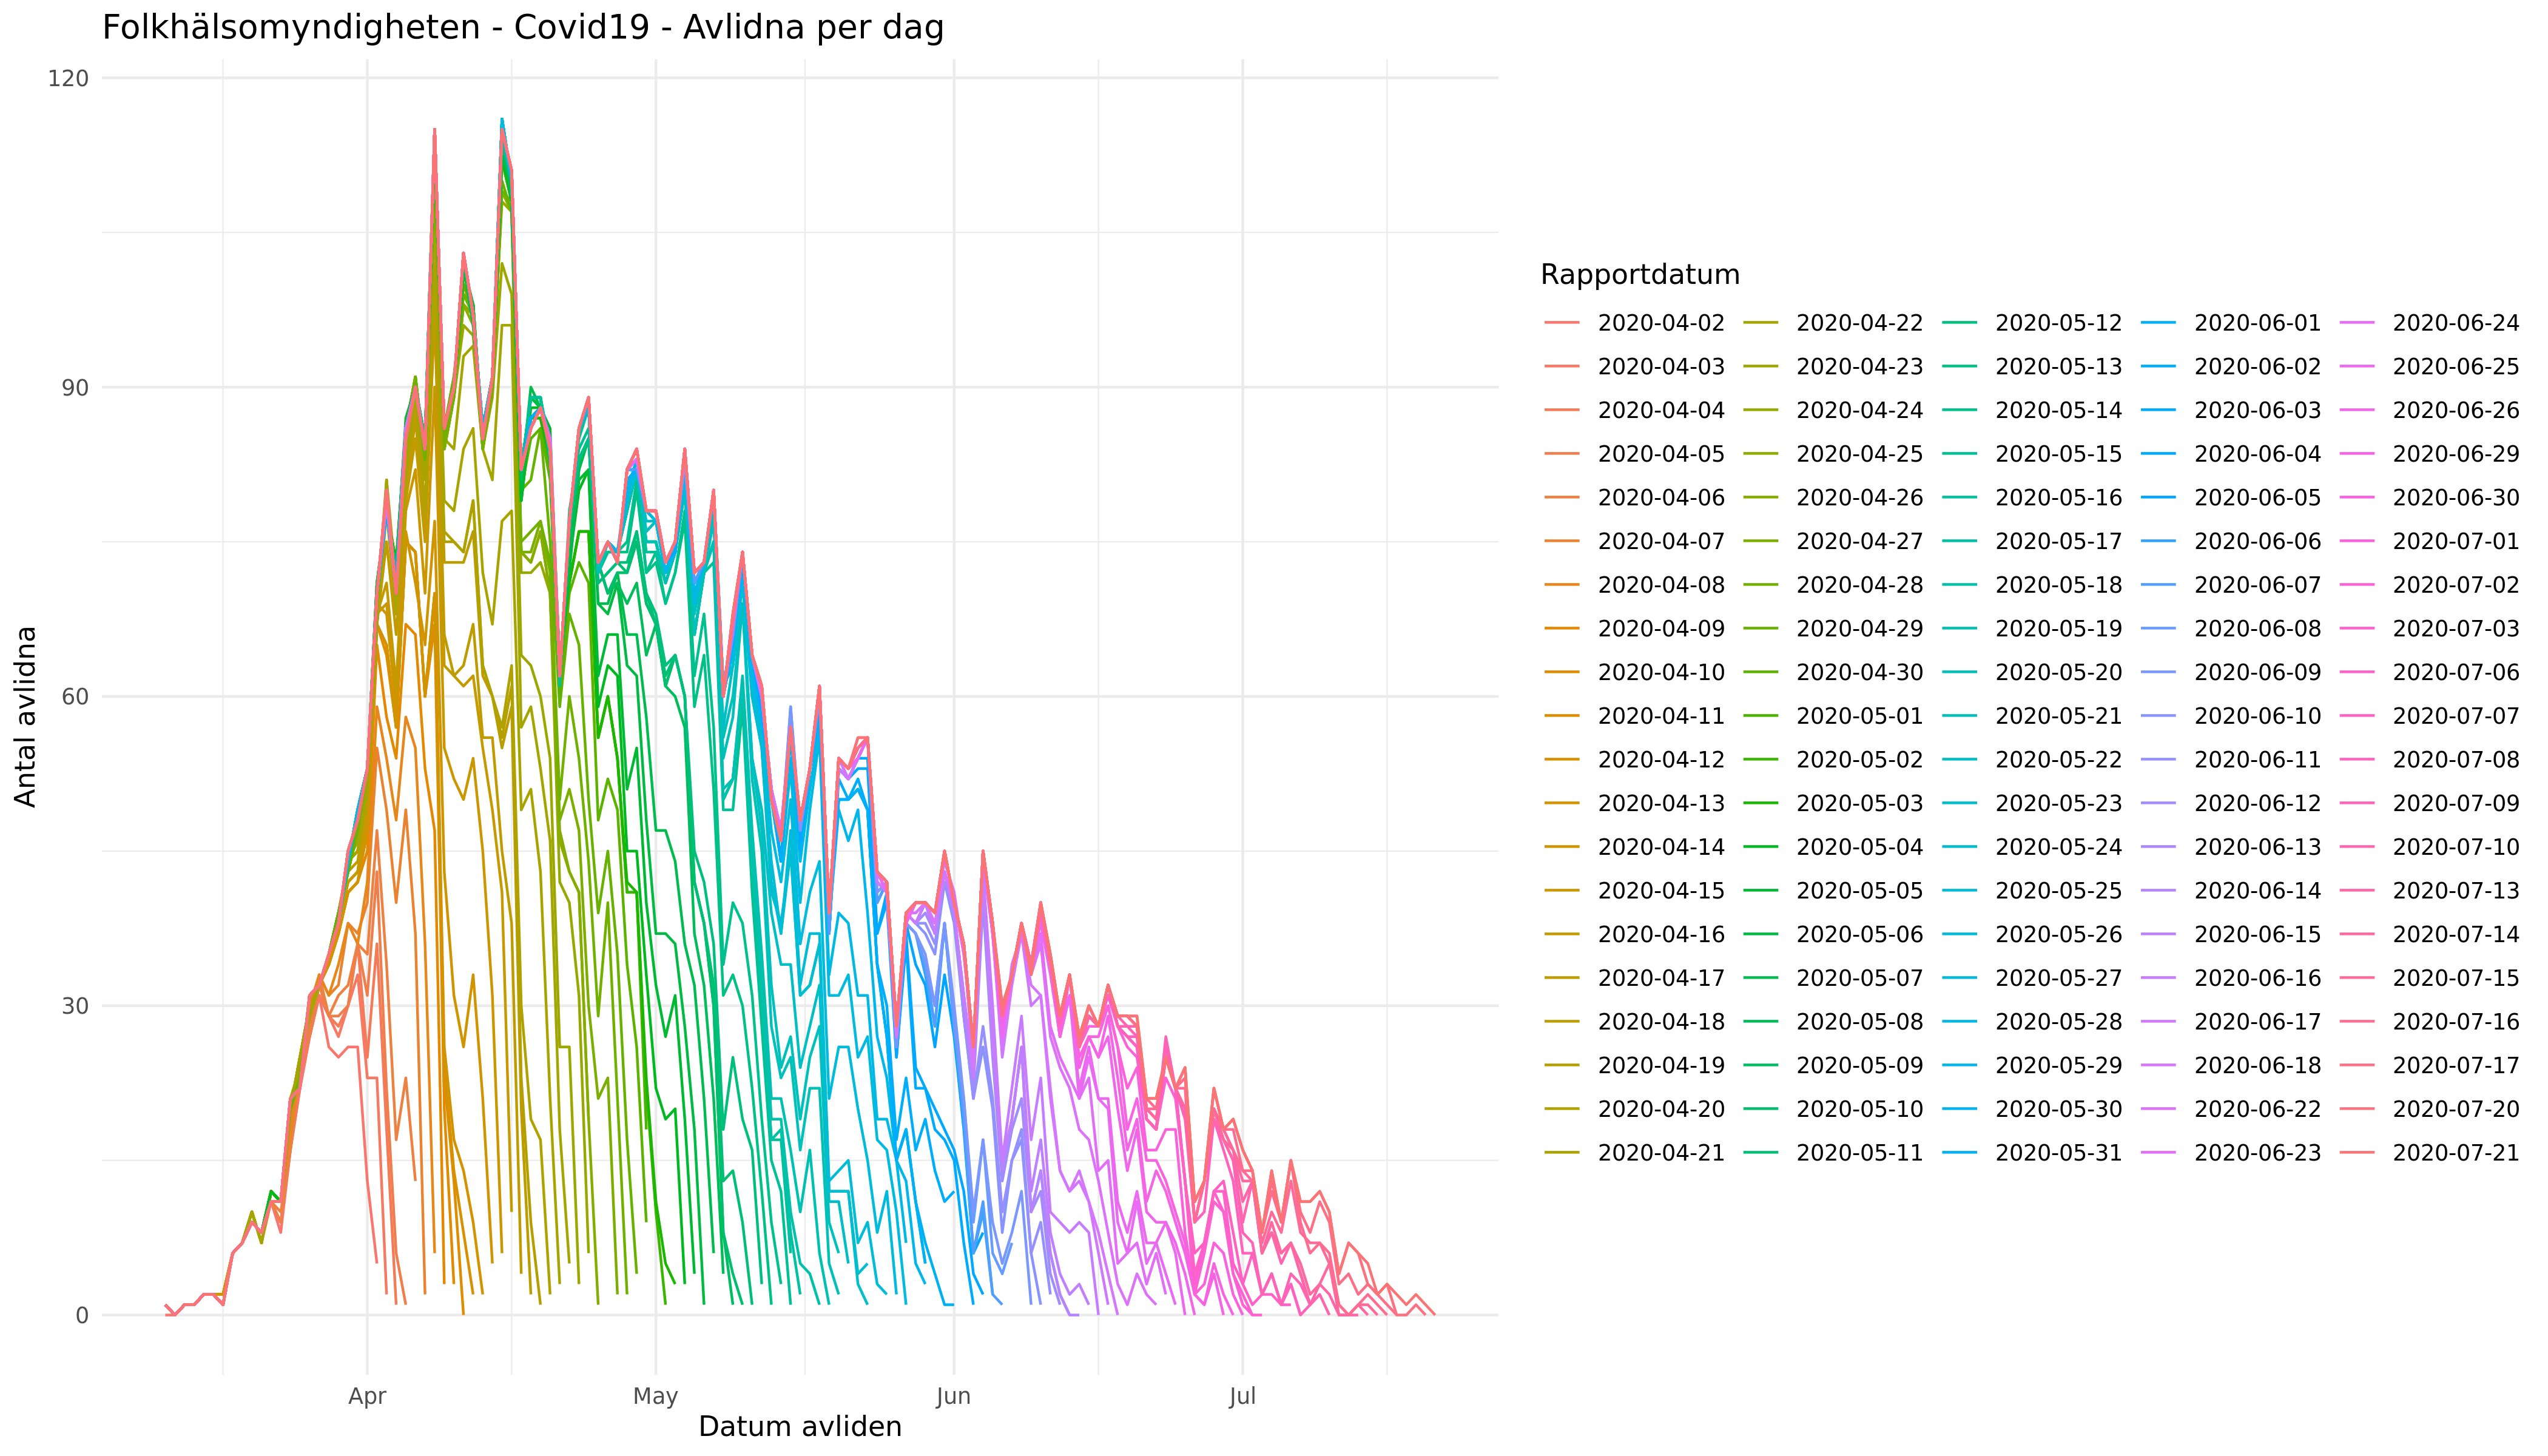 Folkhälsomyndigheten - Covid19 - Avlidna per dag
120
90
60
30
0
Antal avlidna
Apr May Jun Jul
Datum avliden
Rapportdatum
2020-04-02 2020-04-22 2020-05-12 2020-06-01 2020-06-24
2020-04-03 2020-04-23 2020-05-13 2020-06-02 2020-06-25
2020-04-04 2020-04-24 2020-05-14 2020-06-03 2020-06-26
2020-04-05 2020-04-25 2020-05-15 2020-06-04 2020-06-29
2020-04-06 2020-04-26 2020-05-16 2020-06-05 2020-06-30
2020-04-07 2020-04-27 2020-05-17 2020-06-06 2020-07-01
2020-04-08 2020-04-28 2020-05-18 2020-06-07 2020-07-02
2020-04-09 2020-04-29 2020-05-19 2020-06-08 2020-07-03
2020-04-10 2020-04-30 2020-05-20 2020-06-09 2020-07-06
2020-04-11 2020-05-01 2020-05-21 2020-06-10 2020-07-07
2020-04-12 2020-05-02 2020-05-22 2020-06-11 2020-07-08
2020-04-13 2020-05-03 2020-05-23 2020-06-12 2020-07-09
2020-04-14 2020-05-04 2020-05-24 2020-06-13 2020-07-10
2020-04-15 2020-05-05 2020-05-25 2020-06-14 2020-07-13
2020-04-16 2020-05-06 2020-05-26 2020-06-15 2020-07-14
2020-04-17 2020-05-07 2020-05-27 2020-06-16 2020-07-15
2020-04-18 2020-05-08 2020-05-28 2020-06-17 2020-07-16
2020-04-19 2020-05-09 2020-05-29 2020-06-18 2020-07-17
2020-04-20 2020-05-10 2020-05-30 2020-06-22 2020-07-20
2020-04-21 2020-05-11 2020-05-31 2020-06-23 2020-07-21